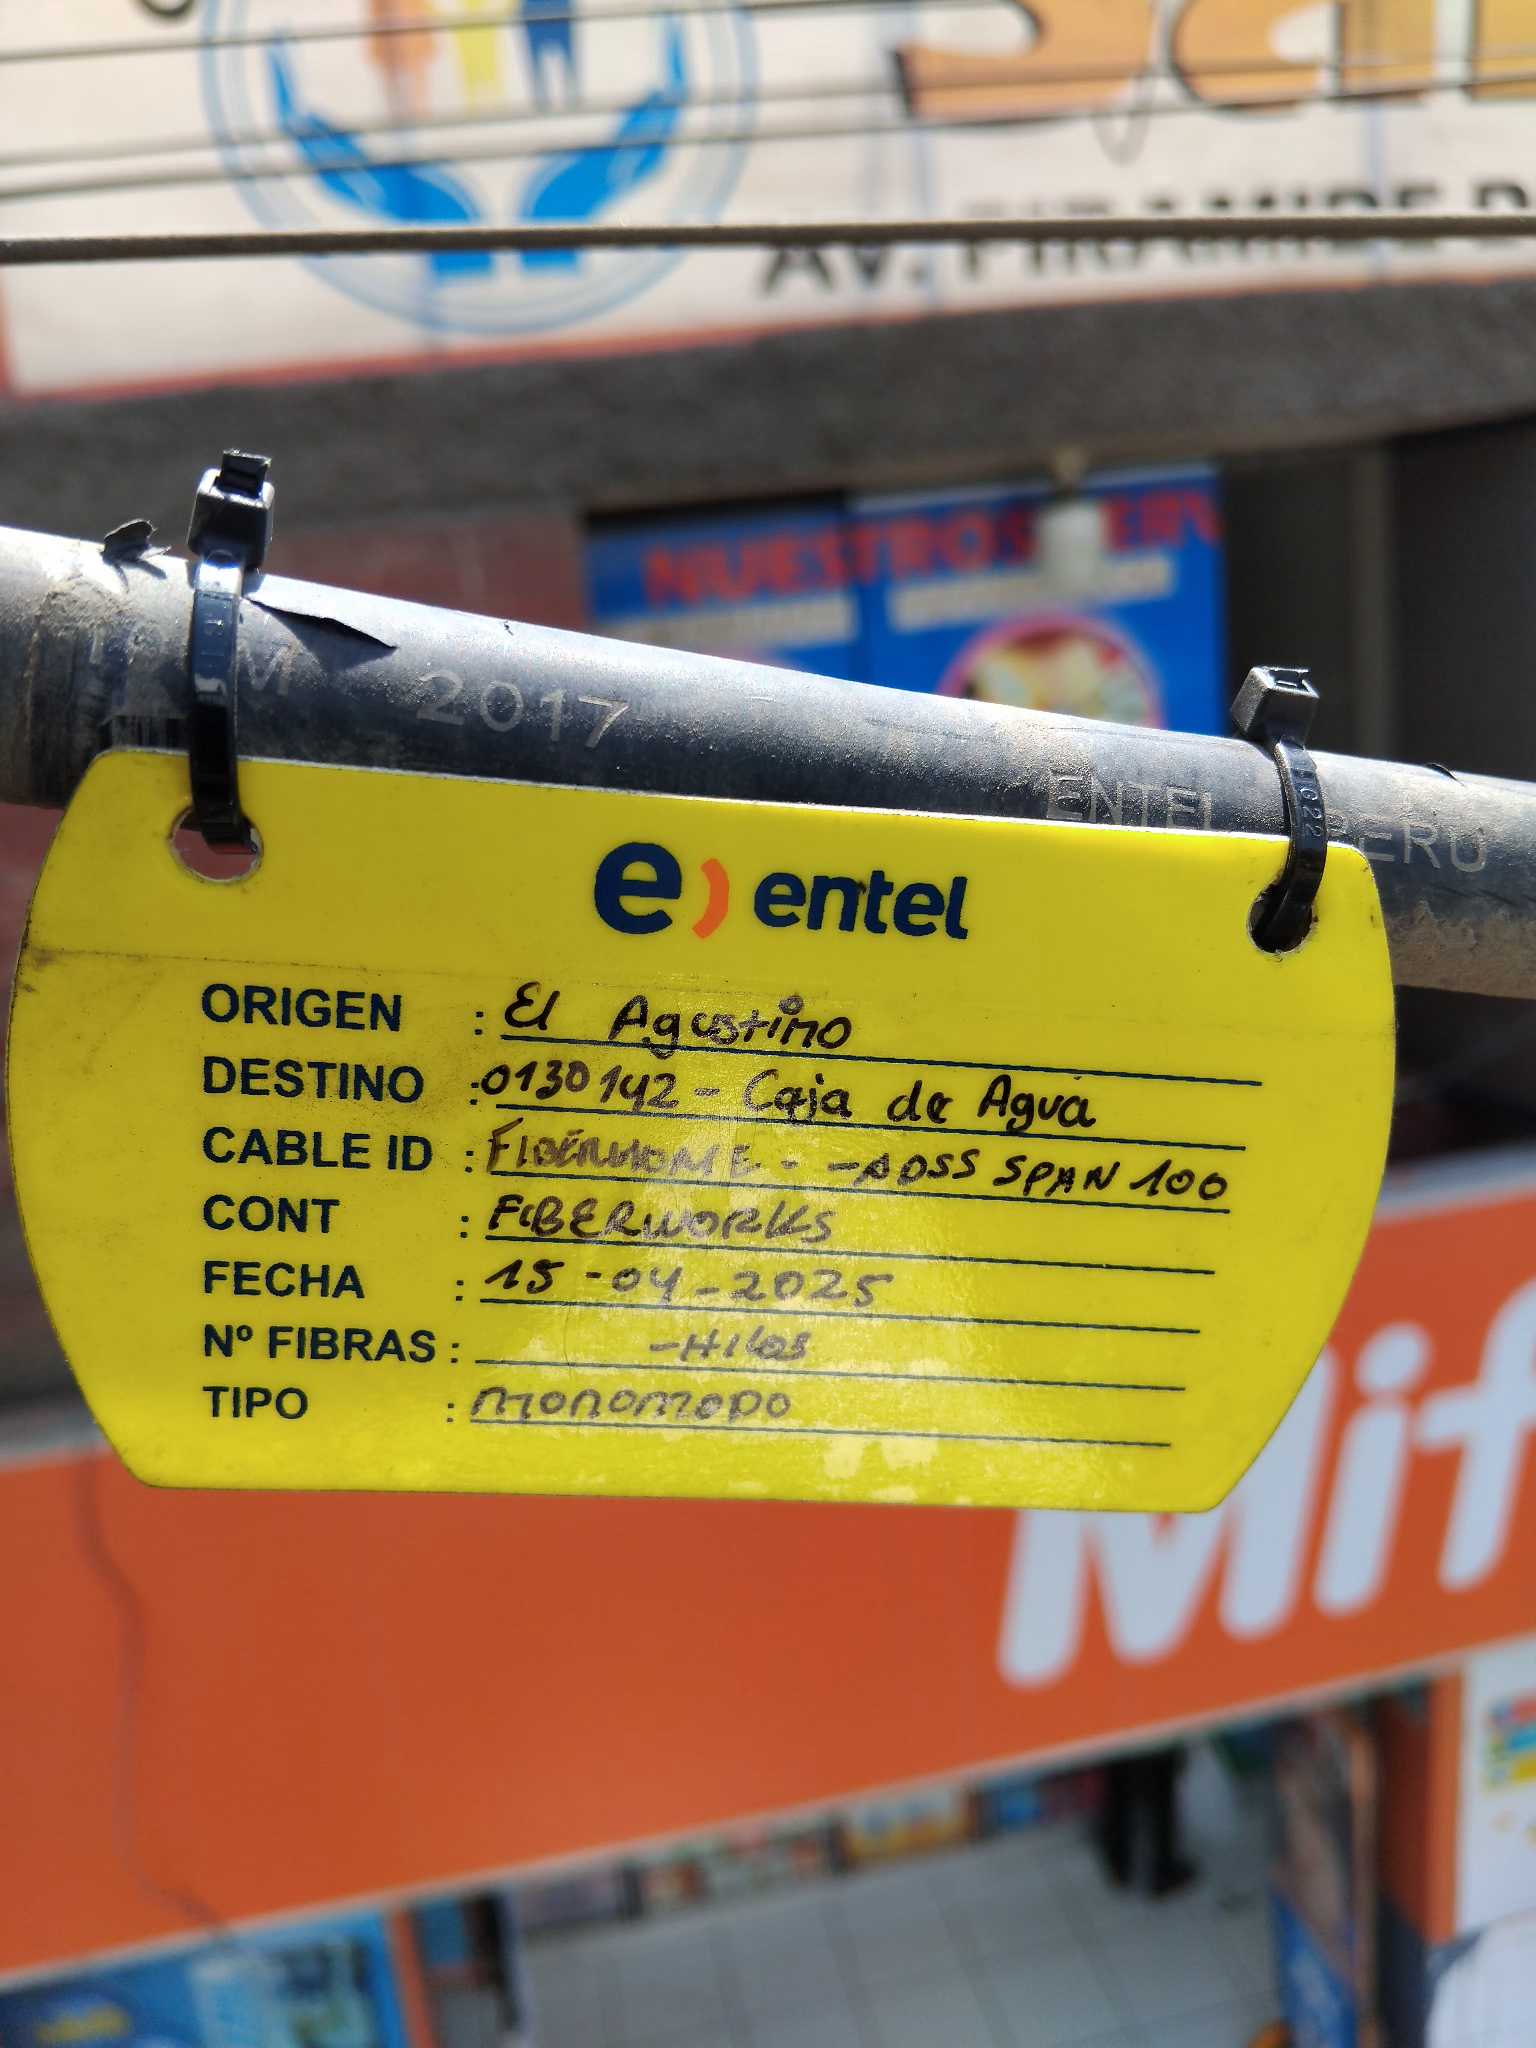 AV. PIRAMIDE D
NUESTROS
M 2017
ENTEL PERU
e) entel
ORIGEN : El Agustino
DESTINO : 0130142 - Caja de Agua
CABLE ID : FIBERHOME - - ADSS SPAN 100
CONT : FIBERWORKS
FECHA : 15-04-2025
Nº FIBRAS : -Hilos
TIPO : MONOMODO
Mif